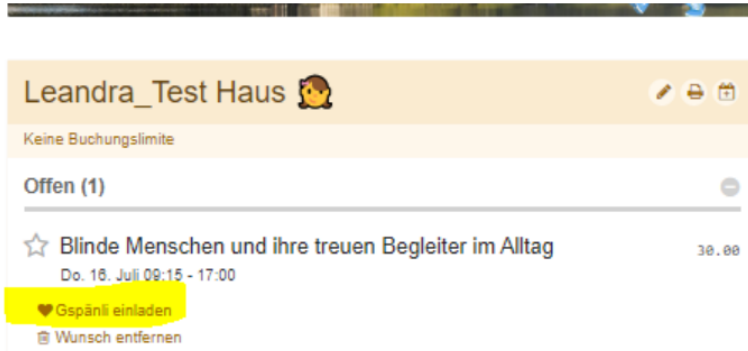 Leandra_Test Haus
Keine Buchungslimite
Offen (1)
Blinde Menschen und ihre treuen Begleiter im Alltag
30.00
Do. 16. Juli 09:15 - 17:00
Gspänli einladen
Wunsch entfernen